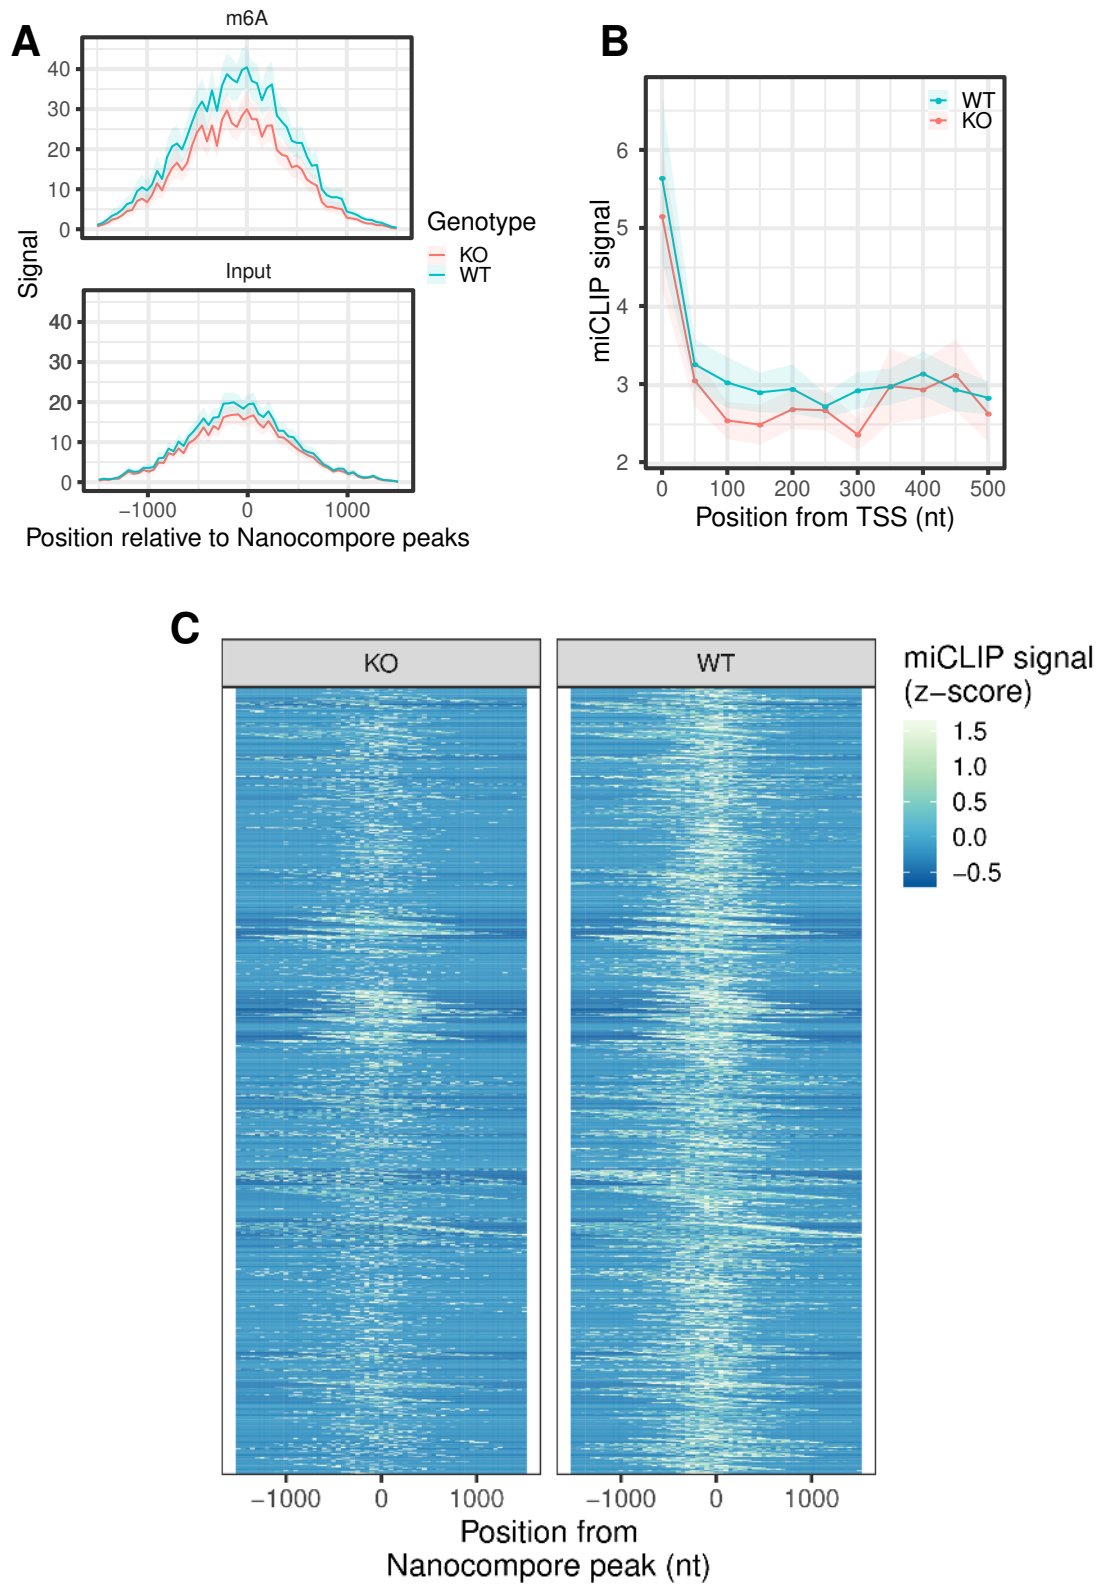 A
m6A
40
30
20
10
0
Signal
Input
40
30
20
10
0
−1000
0
1000
Position relative to Nanocompore peaks
Genotype
KO
WT
B
WT
KO
6
5
4
3
2
miCLIP signal
0
100
200
300
400
500
Position from TSS (nt)
C
KO
WT
miCLIP signal
(z−score)
1.5
1.0
0.5
0.0
−0.5
−1000
0
1000
−1000
0
1000
Position from
Nanocompore peak (nt)